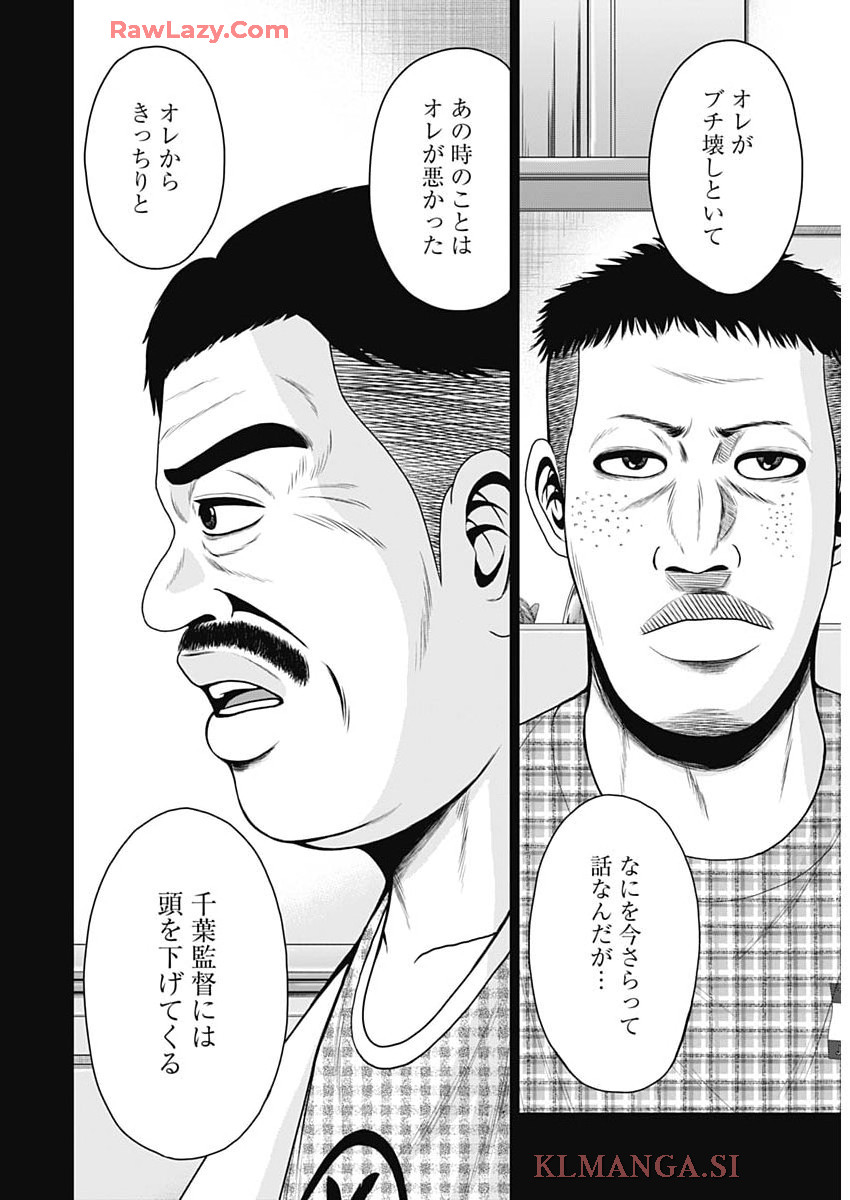 RawLazy.Com
オレが
ブチ壊しといて
なにを今さらって
話なんだが…
あの時のことは
オレが悪かった
オレから
きっちりと
千葉監督には
頭を下げてくる
KLMANGA.SI